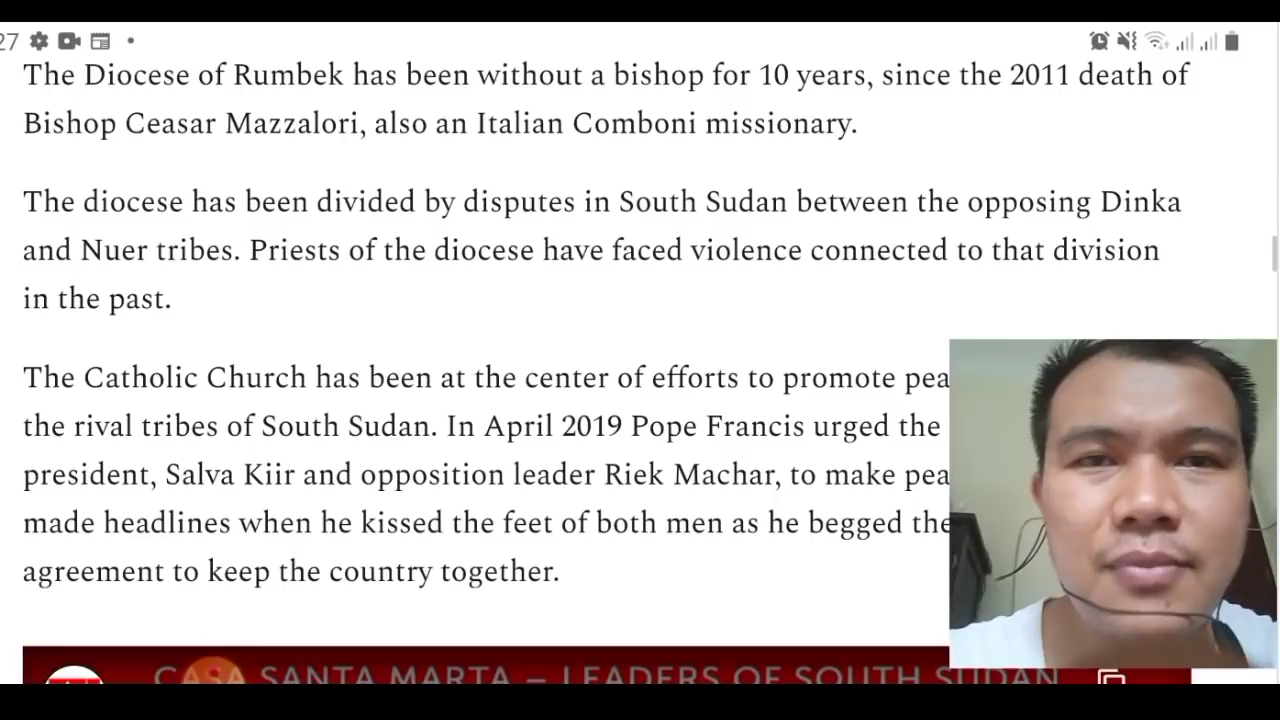 27
The Diocese of Rumbek has been without a bishop for 10 years, since the 2011 death of
Bishop Ceasar Mazzalori, also an Italian Comboni missionary.
The diocese has been divided by disputes in South Sudan between the opposing Dinka
and Nuer tribes. Priests of the diocese have faced violence connected to that division
in the past.
The Catholic Church has been at the center of efforts to promote pea
the rival tribes of South Sudan. In April 2019 Pope Francis urged the
president, Salva Kiir and opposition leader Riek Machar, to make pea
made headlines when he kissed the feet of both men as he begged the
agreement to keep the country together.
CASA SANTA MARTA – LEADERS OF SOUTH SUDAN